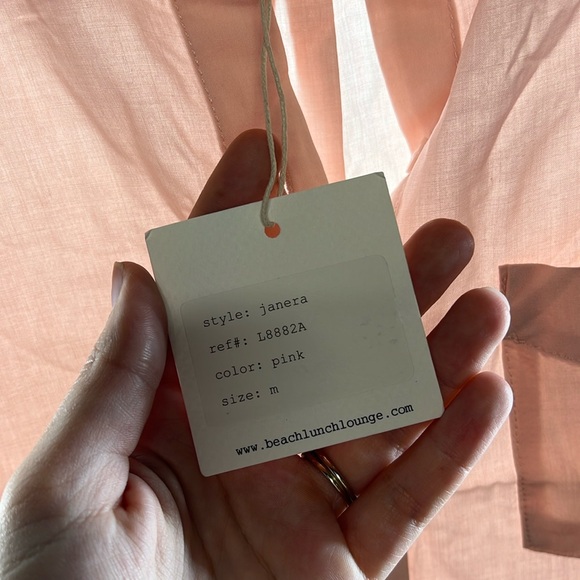 style: janera
ref#: L8882A
color: pink
size: m
www.beachlunchlounge.com